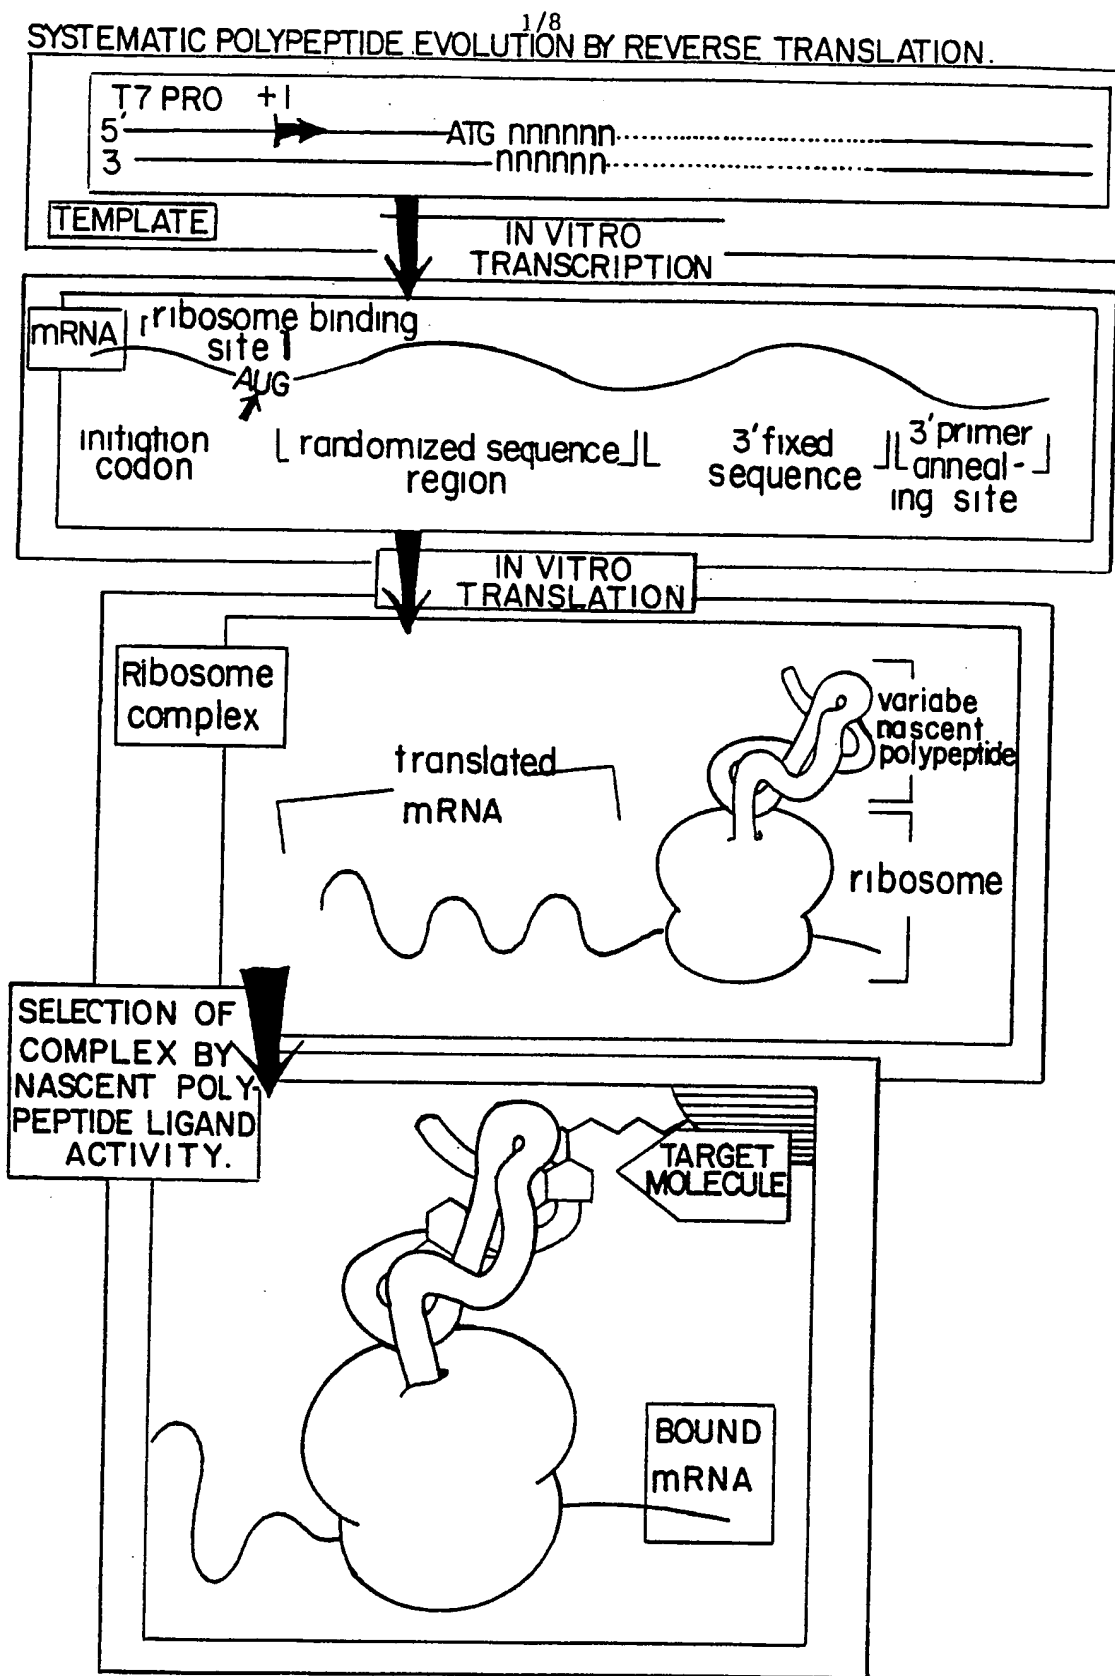 1/8
SYSTEMATIC POLYPEPTIDE EVOLUTION BY REVERSE TRANSLATION.
T7 PRO +1
5' ATG nnnnnn
3 nnnnnn
TEMPLATE
IN VITRO
TRANSCRIPTION
mRNA
ribosome binding
site
AUG
initiation
codon
randomized sequence
region
3' fixed
sequence
3' primer
anneal-
ing site
IN VITRO
TRANSLATION
Ribosome
complex
translated
mRNA
variabe
nascent
polypeptide
ribosome
SELECTION OF
COMPLEX BY
NASCENT POLY-
PEPTIDE LIGAND
ACTIVITY.
TARGET
MOLECULE
BOUND
mRNA